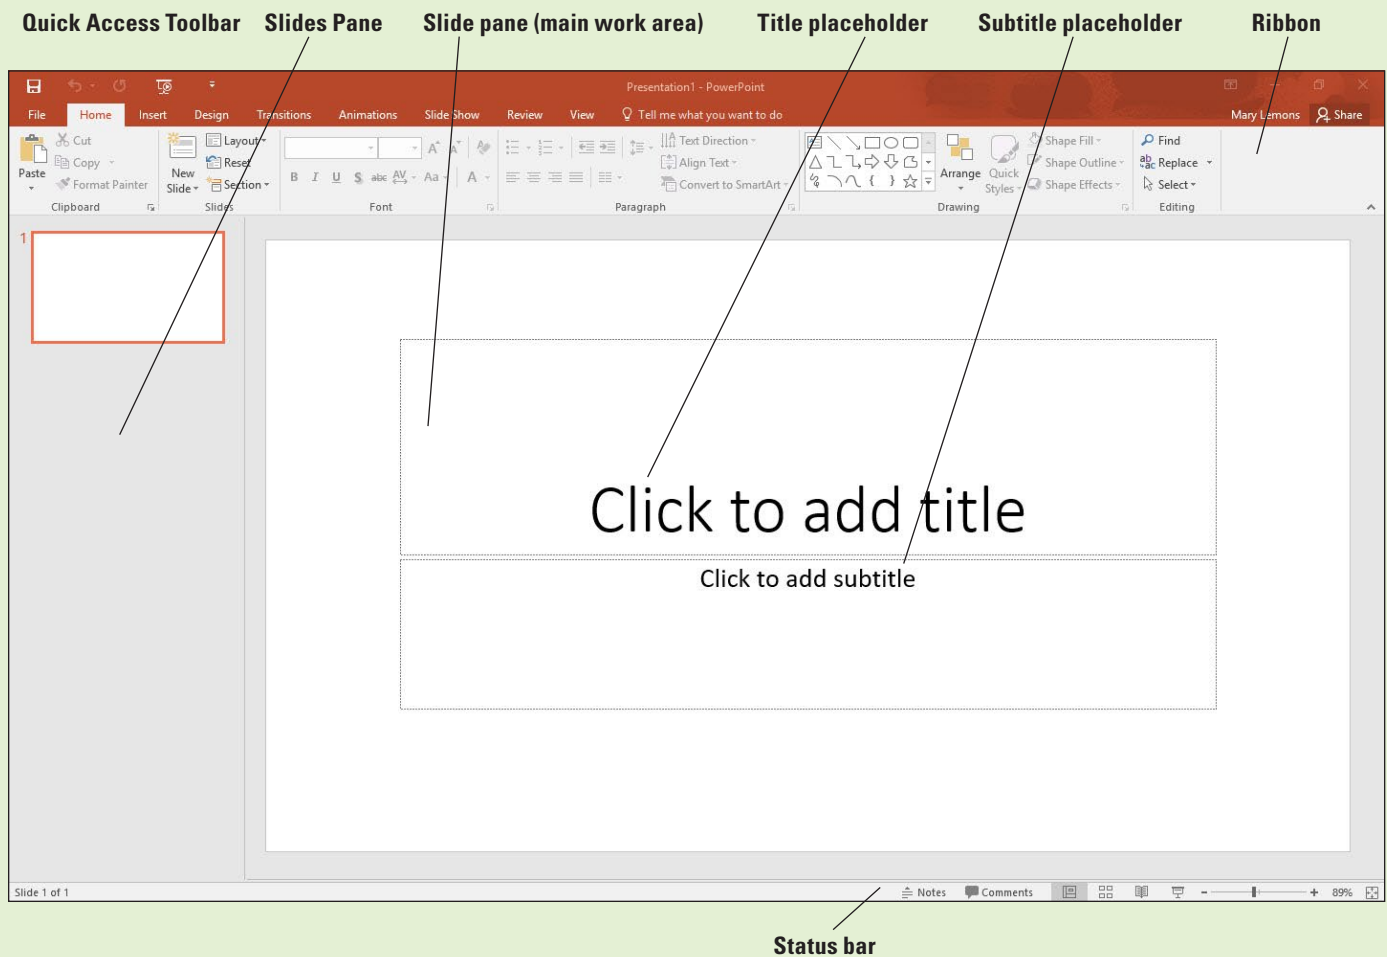 Quick Access Toolbar Slides Pane Slide pane (main work area) Title placeholder Subtitle placeholder Ribbon
Presentation1 - PowerPoint
File Home Insert Design Transitions Animations Slide Show Review View Tell me what you want to do Mary Lemons Share
Cut Layout Text Direction Shape Fill Find
Paste Copy New Slide Reset Align Text Arrange Quick Styles Shape Outline Replace
Format Painter Section B I U S abc AV Aa A Convert to SmartArt Shape Effects Select
Clipboard Slides Font Paragraph Drawing Editing
1
Click to add title
Click to add subtitle
Slide 1 of 1 Notes Comments 89%
Status bar